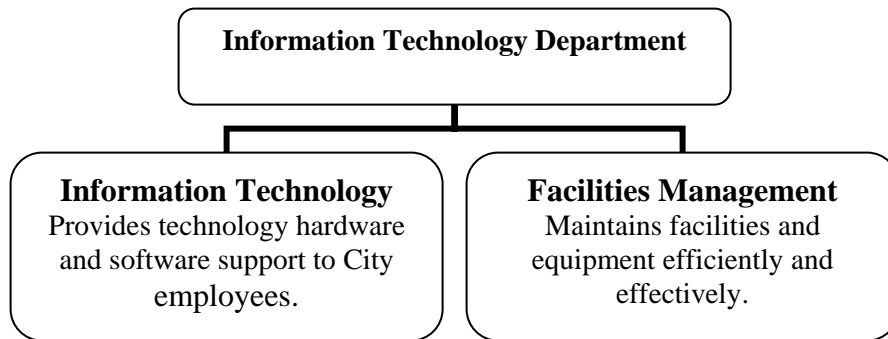 Information Technology Department
Information Technology
Provides technology hardware
and software support to City
employees.
Facilities Management
Maintains facilities and
equipment efficiently and
effectively.